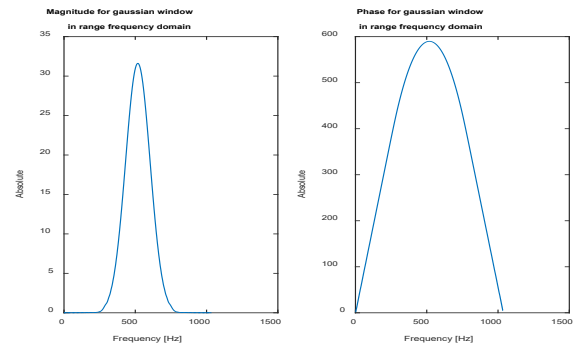 Magnitude for gaussian window
in range frequency domain
35
30
25
20
15
10
5
0
Absolute
0
500
1000
1500
Frequency [Hz]
Phase for gaussian window
in range frequency domain
600
500
400
300
200
100
0
Absolute
0
500
1000
1500
Frequency [Hz]